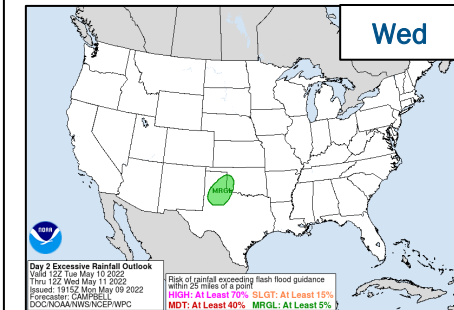 Wed
MRGL
NOAA
Day 2 Excessive Rainfall Outlook
Valid 12Z Tue May 10 2022
Thru 12Z Wed May 11 2022
Issued: 1915Z Mon May 09 2022
Forecaster: CAMPBELL
DOC/NOAA/NWS/NCEP/WPC
Risk of rainfall exceeding flash flood guidance
within 25 miles of a point
HIGH: At Least 70% SLGT: At Least 15%
MDT: At Least 40% MRGL: At Least 5%